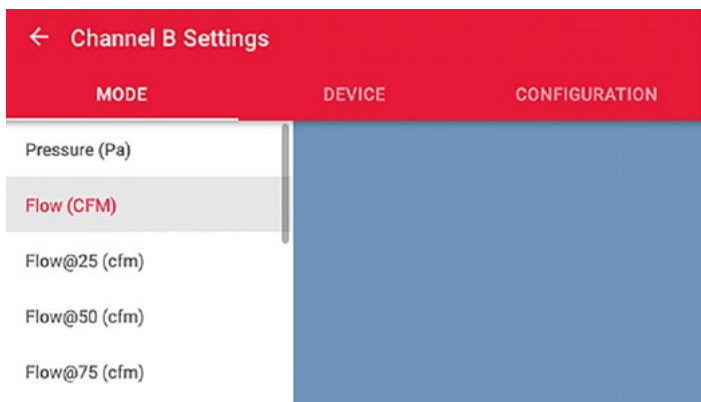 Channel B Settings
MODE DEVICE CONFIGURATION
Pressure (Pa)
Flow (CFM)
Flow@25 (cfm)
Flow@50 (cfm)
Flow@75 (cfm)